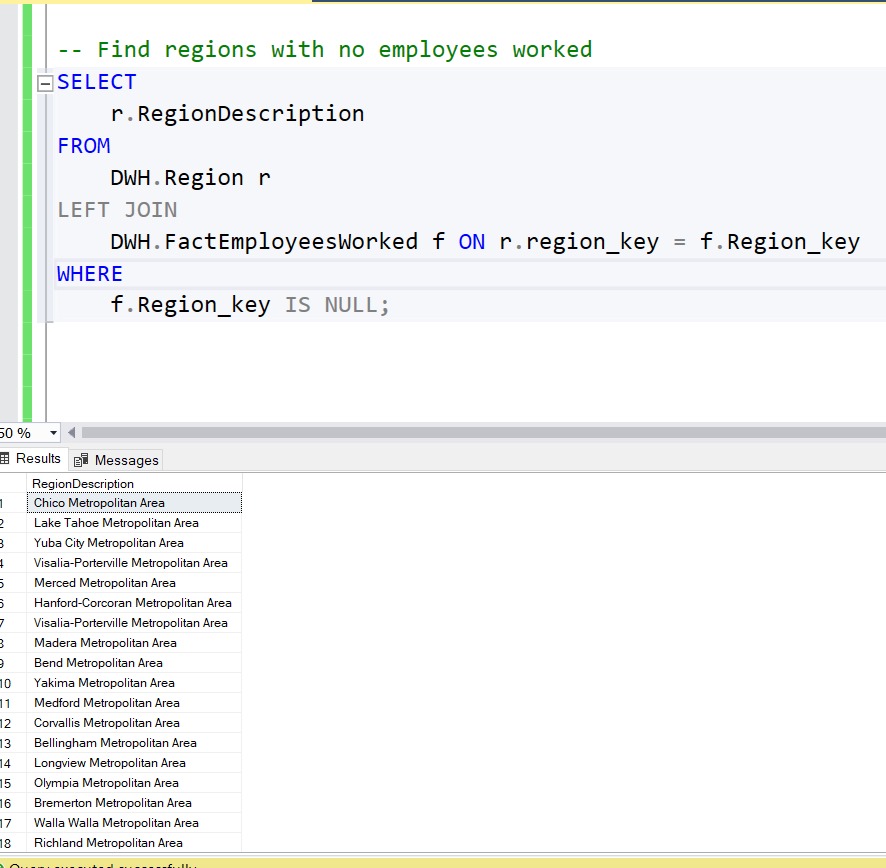 -- Find regions with no employees worked
SELECT
r.RegionDescription
FROM
DWH.Region r
LEFT JOIN
DWH.FactEmployeesWorked f ON r.region_key = f.Region_key
WHERE
f.Region_key IS NULL;
50 %
Results Messages
RegionDescription
1 Chico Metropolitan Area
2 Lake Tahoe Metropolitan Area
3 Yuba City Metropolitan Area
4 Visalia-Porterville Metropolitan Area
5 Merced Metropolitan Area
6 Hanford-Corcoran Metropolitan Area
7 Visalia-Porterville Metropolitan Area
8 Madera Metropolitan Area
9 Bend Metropolitan Area
10 Yakima Metropolitan Area
11 Medford Metropolitan Area
12 Corvallis Metropolitan Area
13 Bellingham Metropolitan Area
14 Longview Metropolitan Area
15 Olympia Metropolitan Area
16 Bremerton Metropolitan Area
17 Walla Walla Metropolitan Area
18 Richland Metropolitan Area
Query executed successfully